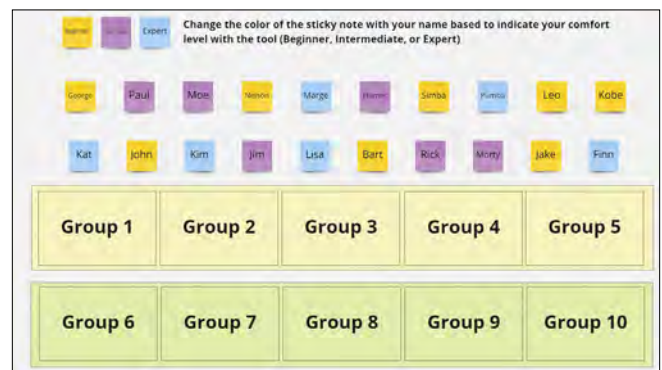 Expert
Change the color of the sticky note with your name based to indicate your comfort
level with the tool (Beginner, Intermediate, or Expert)
George Paul Moe Marge Simba Leo Kobe
Kat John Kim Jim Lisa Bart Rick Morty Jake Finn
Group 1 Group 2 Group 3 Group 4 Group 5
Group 6 Group 7 Group 8 Group 9 Group 10